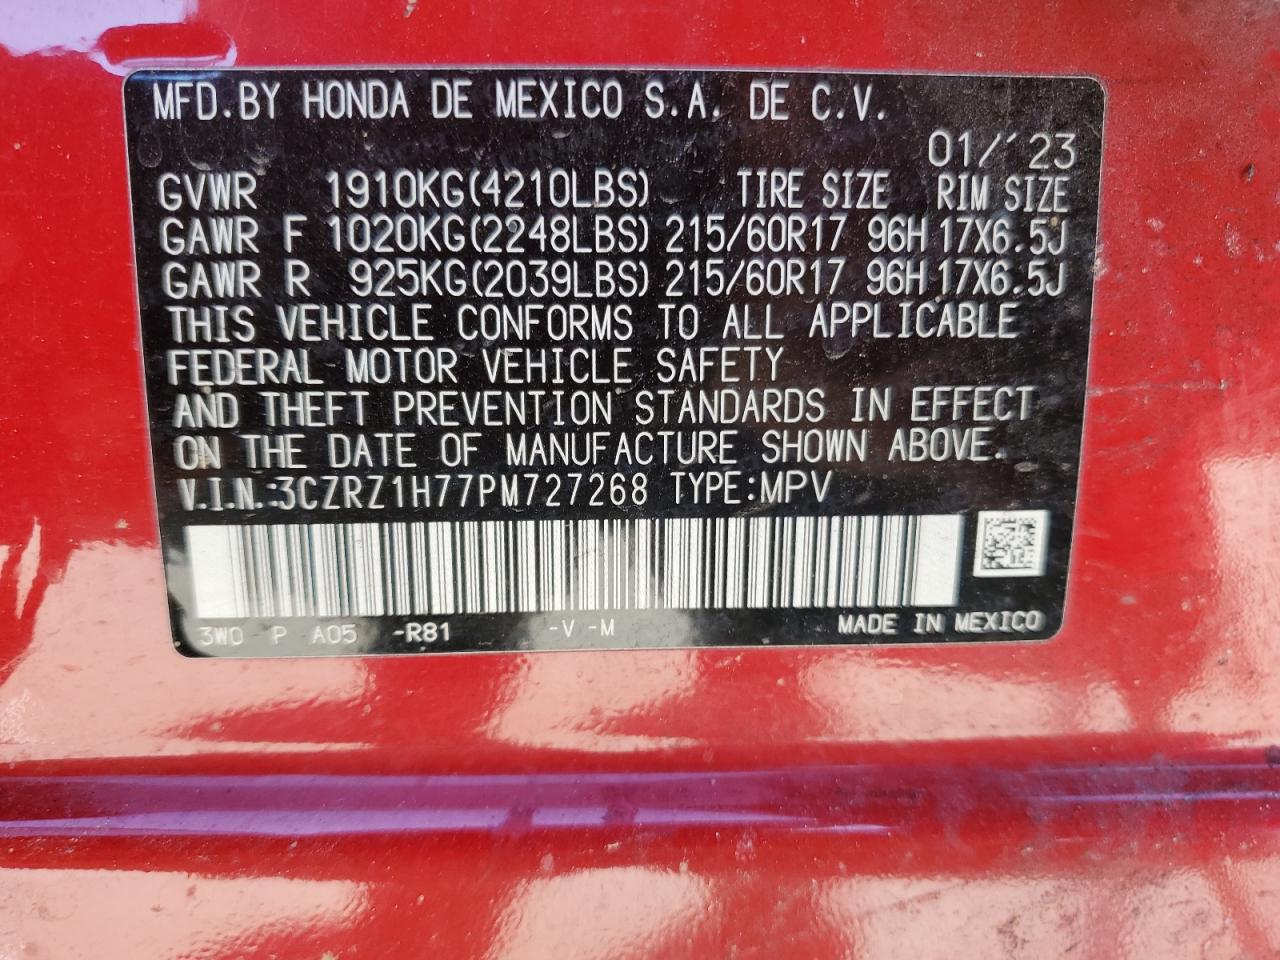 MFD.BY HONDA DE MEXICO S.A. DE C.V.
01/'23
GVWR 1910KG(4210LBS) TIRE SIZE RIM SIZE
GAWR F 1020KG(2248LBS) 215/60R17 96H 17X6.5J
GAWR R 925KG(2039LBS) 215/60R17 96H 17X6.5J
THIS VEHICLE CONFORMS TO ALL APPLICABLE
FEDERAL MOTOR VEHICLE SAFETY
AND THEFT PREVENTION STANDARDS IN EFFECT
ON THE DATE OF MANUFACTURE SHOWN ABOVE.
V.I.N.:3CZRZ1H77PM727268 TYPE:MPV
3W0 P A05 -R81 -V -M MADE IN MEXICO